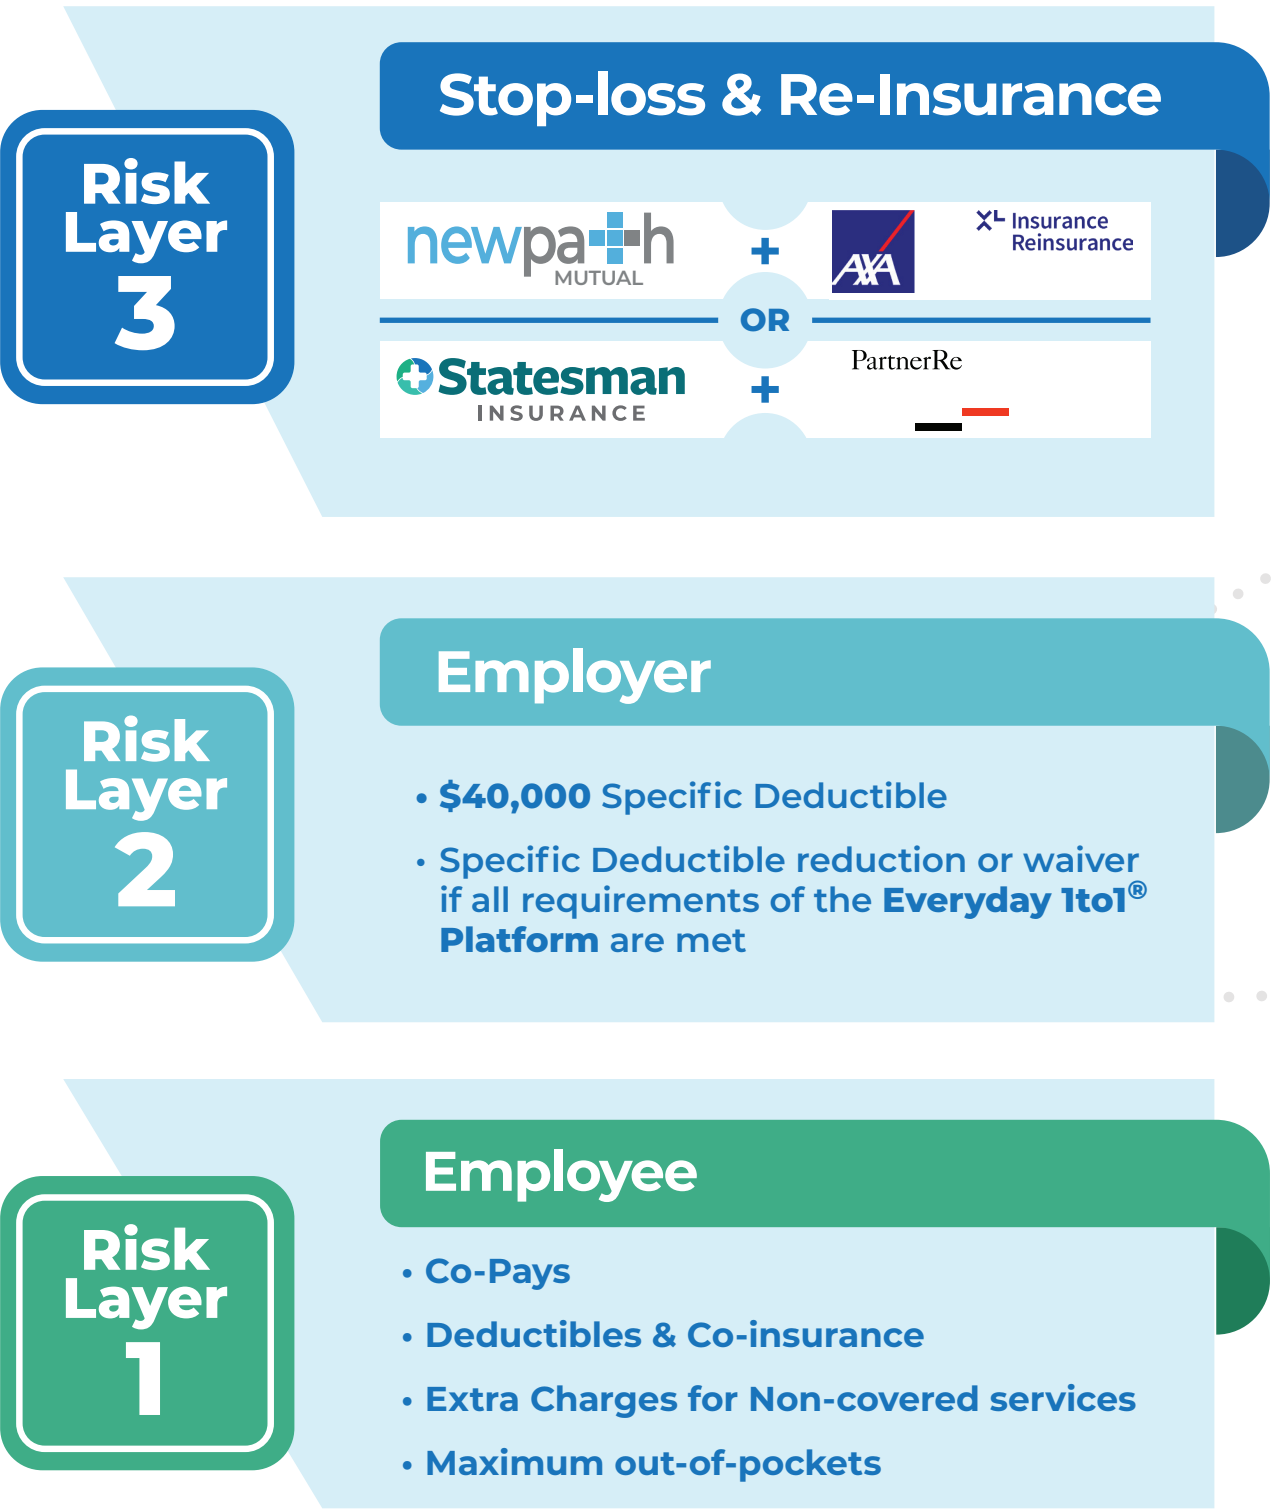 Stop-loss & Re-Insurance
Risk
Layer
3
newpath
MUTUAL
+
AXA
XL Insurance
Reinsurance
OR
Statesman
INSURANCE
+
PartnerRe
Employer
Risk
Layer
2
• $40,000 Specific Deductible
• Specific Deductible reduction or waiver
if all requirements of the Everyday 1to1®
Platform are met
Employee
Risk
Layer
1
• Co-Pays
• Deductibles & Co-insurance
• Extra Charges for Non-covered services
• Maximum out-of-pockets